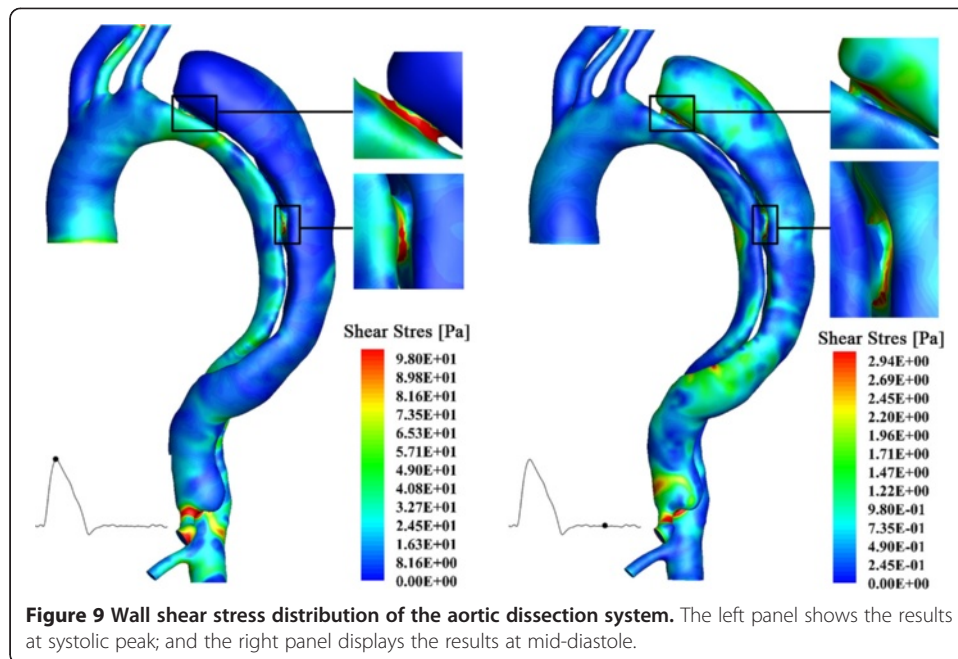 Shear Stres [Pa]
9.80E+01
8.98E+01
8.16E+01
7.35E+01
6.53E+01
5.71E+01
4.90E+01
4.08E+01
3.27E+01
2.45E+01
1.63E+01
8.16E+00
0.00E+00
Shear Stres [Pa]
2.94E+00
2.69E+00
2.45E+00
2.20E+00
1.96E+00
1.71E+00
1.47E+00
1.22E+00
9.80E-01
7.35E-01
4.90E-01
2.45E-01
0.00E+00
Figure 9 Wall shear stress distribution of the aortic dissection system. The left panel shows the results
at systolic peak; and the right panel displays the results at mid-diastole.